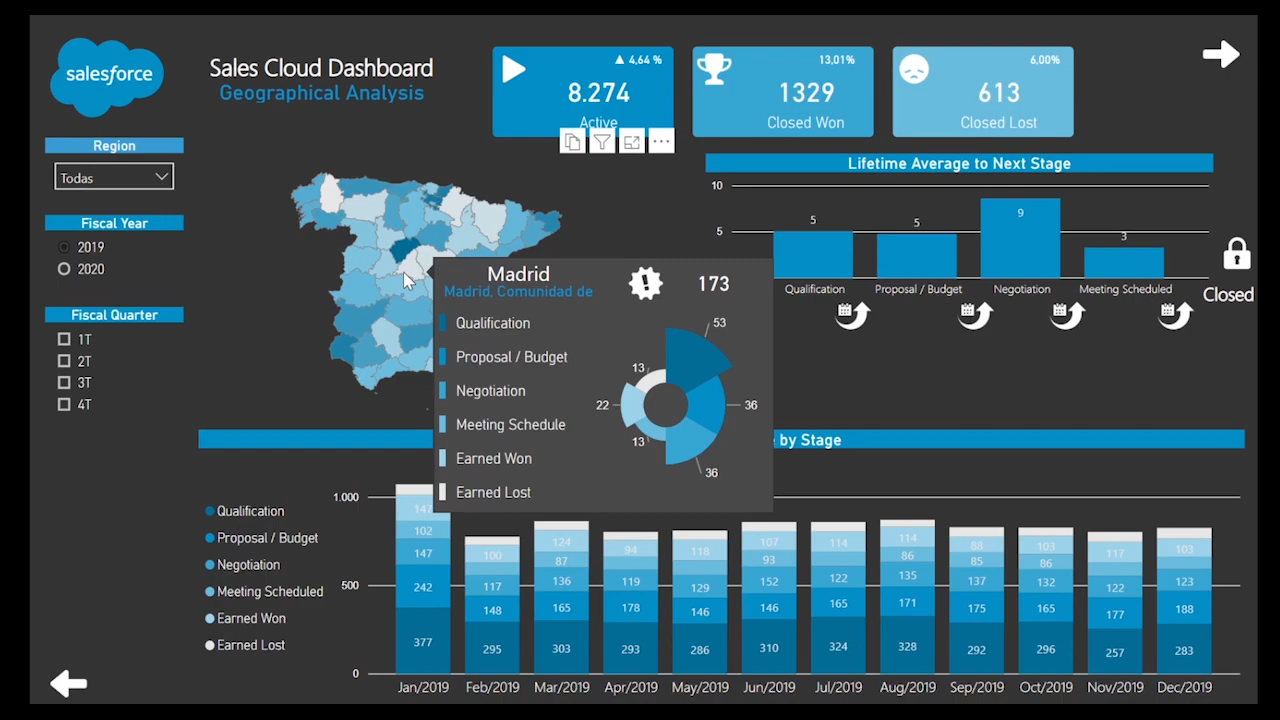 salesforce
Sales Cloud Dashboard
Geographical Analysis
▲ 4,64 %
8.274
Active
13,01%
1329
Closed Won
6,00%
613
Closed Lost
Region
Todas
Fiscal Year
2019
2020
Fiscal Quarter
1T
2T
3T
4T
Lifetime Average to Next Stage
10
5
5
5
9
3
Qualification
Proposal / Budget
Negotiation
Meeting Scheduled
Closed
Madrid
Madrid, Comunidad de
173
Qualification
Proposal / Budget
Negotiation
Meeting Schedule
Earned Won
Earned Lost
53
36
36
13
22
13
by Stage
Qualification
Proposal / Budget
Negotiation
Meeting Scheduled
Earned Won
Earned Lost
1.000
500
0
147 102 147 242 377
100 117 148 295
124 87 136 165 303
94 119 178 293
118 129 146 286
107 93 152 146 310
114 122 165 324
114 86 135 171 328
88 85 137 175 292
103 86 132 165 296
117 122 177 257
103 123 188 283
Jan/2019 Feb/2019 Mar/2019 Apr/2019 May/2019 Jun/2019 Jul/2019 Aug/2019 Sep/2019 Oct/2019 Nov/2019 Dec/2019